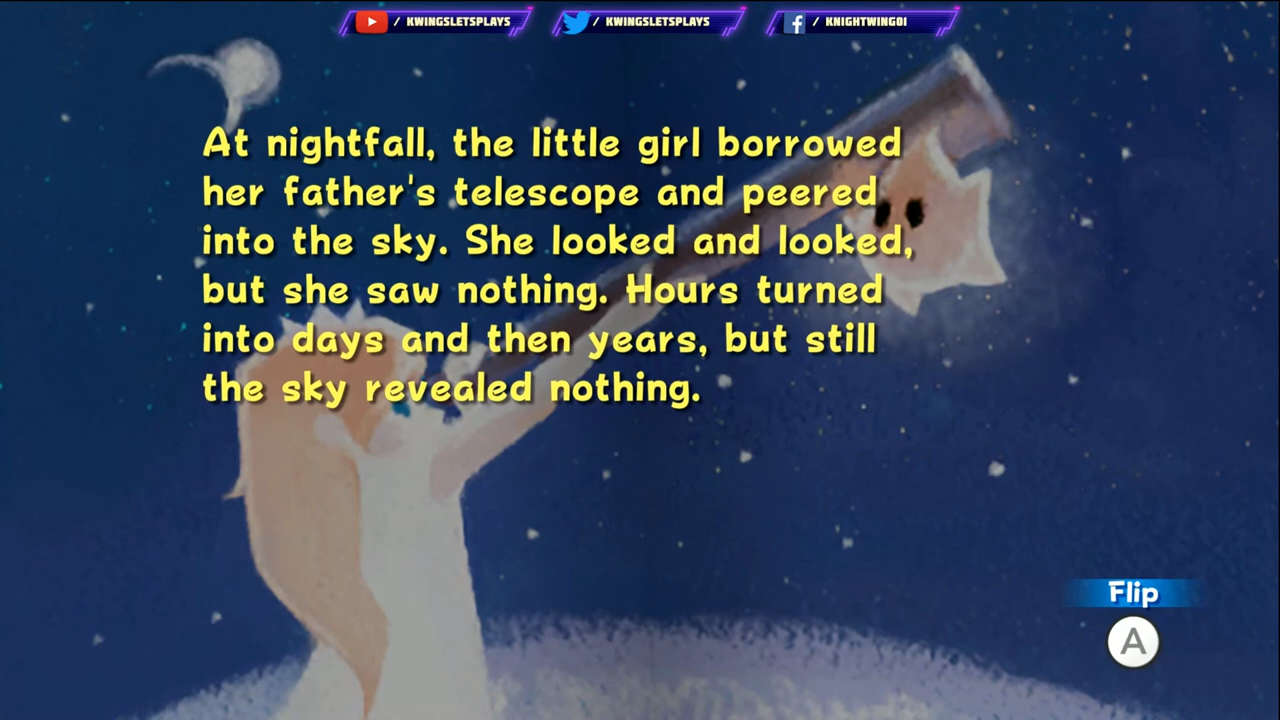 / KWINGSLETSPLAYS / KWINGSLETSPLAYS / KNIGHTWING01
At nightfall, the little girl borrowed
her father's telescope and peered
into the sky. She looked and looked,
but she saw nothing. Hours turned
into days and then years, but still
the sky revealed nothing.
Flip
A